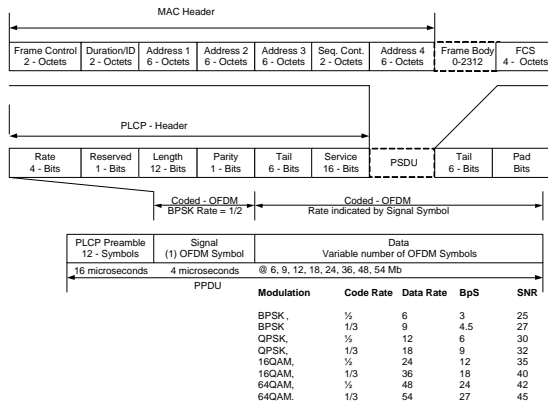 MAC Header
Frame Control Duration/ID Address 1 Address 2 Address 3 Seq. Cont. Address 4 Frame Body FCS
2 - Octets 2 - Octets 6 - Octets 6 - Octets 6 - Octets 2 - Octets 6 - Octets 0-2312 4 - Octets
PLCP - Header
Rate Reserved Length Parity Tail Service PSDU Tail Pad
4 - Bits 1 - Bits 12 - Bits 1 - Bits 6 - Bits 16 - Bits 6 - Bits Bits
Coded - OFDM Coded - OFDM
BPSK Rate = 1/2 Rate indicated by Signal Symbol
PLCP Preamble Signal Data
12 - Symbols (1) OFDM Symbol Variable number of OFDM Symbols
16 microseconds 4 microseconds @ 6, 9, 12, 18, 24, 36, 48, 54 Mb
PPDU
Modulation Code Rate Data Rate BpS SNR
BPSK, ½ 6 3 25
BPSK 1/3 9 4.5 27
QPSK, ½ 12 6 30
QPSK, 1/3 18 9 32
16QAM, ½ 24 12 35
16QAM, 1/3 36 18 40
64QAM, ½ 48 24 42
64QAM, 1/3 54 27 45